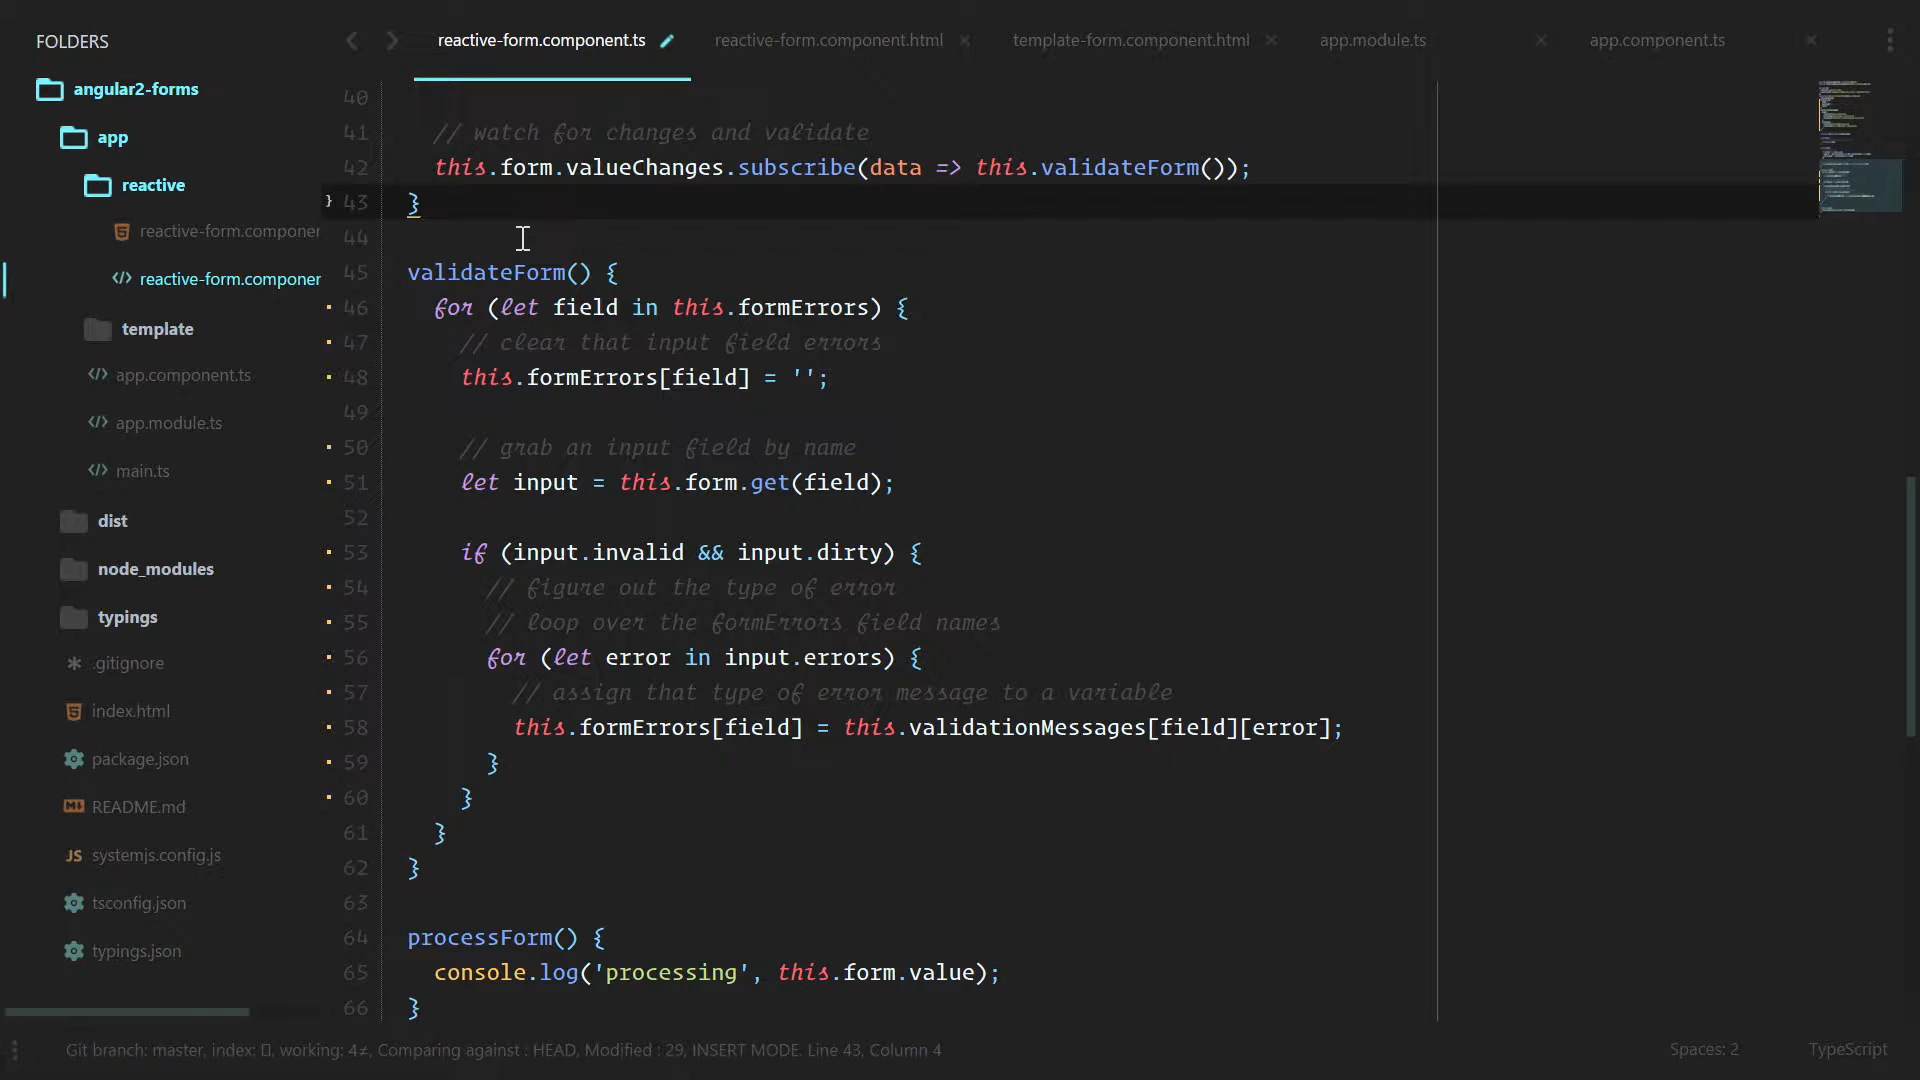 FOLDERS
angular2-forms
app
reactive
reactive-form.componer
reactive-form.componer
template
app.component.ts
app.module.ts
main.ts
dist
node_modules
typings
.gitignore
index.html
package.json
README.md
JS systemjs.config.js
tsconfig.json
typings.json
reactive-form.component.ts reactive-form.component.html template-form.component.html app.module.ts app.component.ts
40
41 // watch for changes and validate
42 this.form.valueChanges.subscribe(data => this.validateForm());
} 43 }
44
45 validateForm() {
46 for (let field in this.formErrors) {
47 // clear that input field errors
48 this.formErrors[field] = '';
49
50 // grab an input field by name
51 let input = this.form.get(field);
52
53 if (input.invalid && input.dirty) {
54 // figure out the type of error
55 // loop over the formErrors field names
56 for (let error in input.errors) {
57 // assign that type of error message to a variable
58 this.formErrors[field] = this.validationMessages[field][error];
59 }
60 }
61 }
62 }
63
64 processForm() {
65 console.log('processing', this.form.value);
66 }
Git branch: master, index: , working: 4≠, Comparing against : HEAD, Modified : 29, INSERT MODE. Line 43, Column 4
Spaces: 2 TypeScript